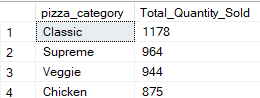 pizza_category Total_Quantity_Sold
1 Classic 1178
2 Supreme 964
3 Veggie 944
4 Chicken 875